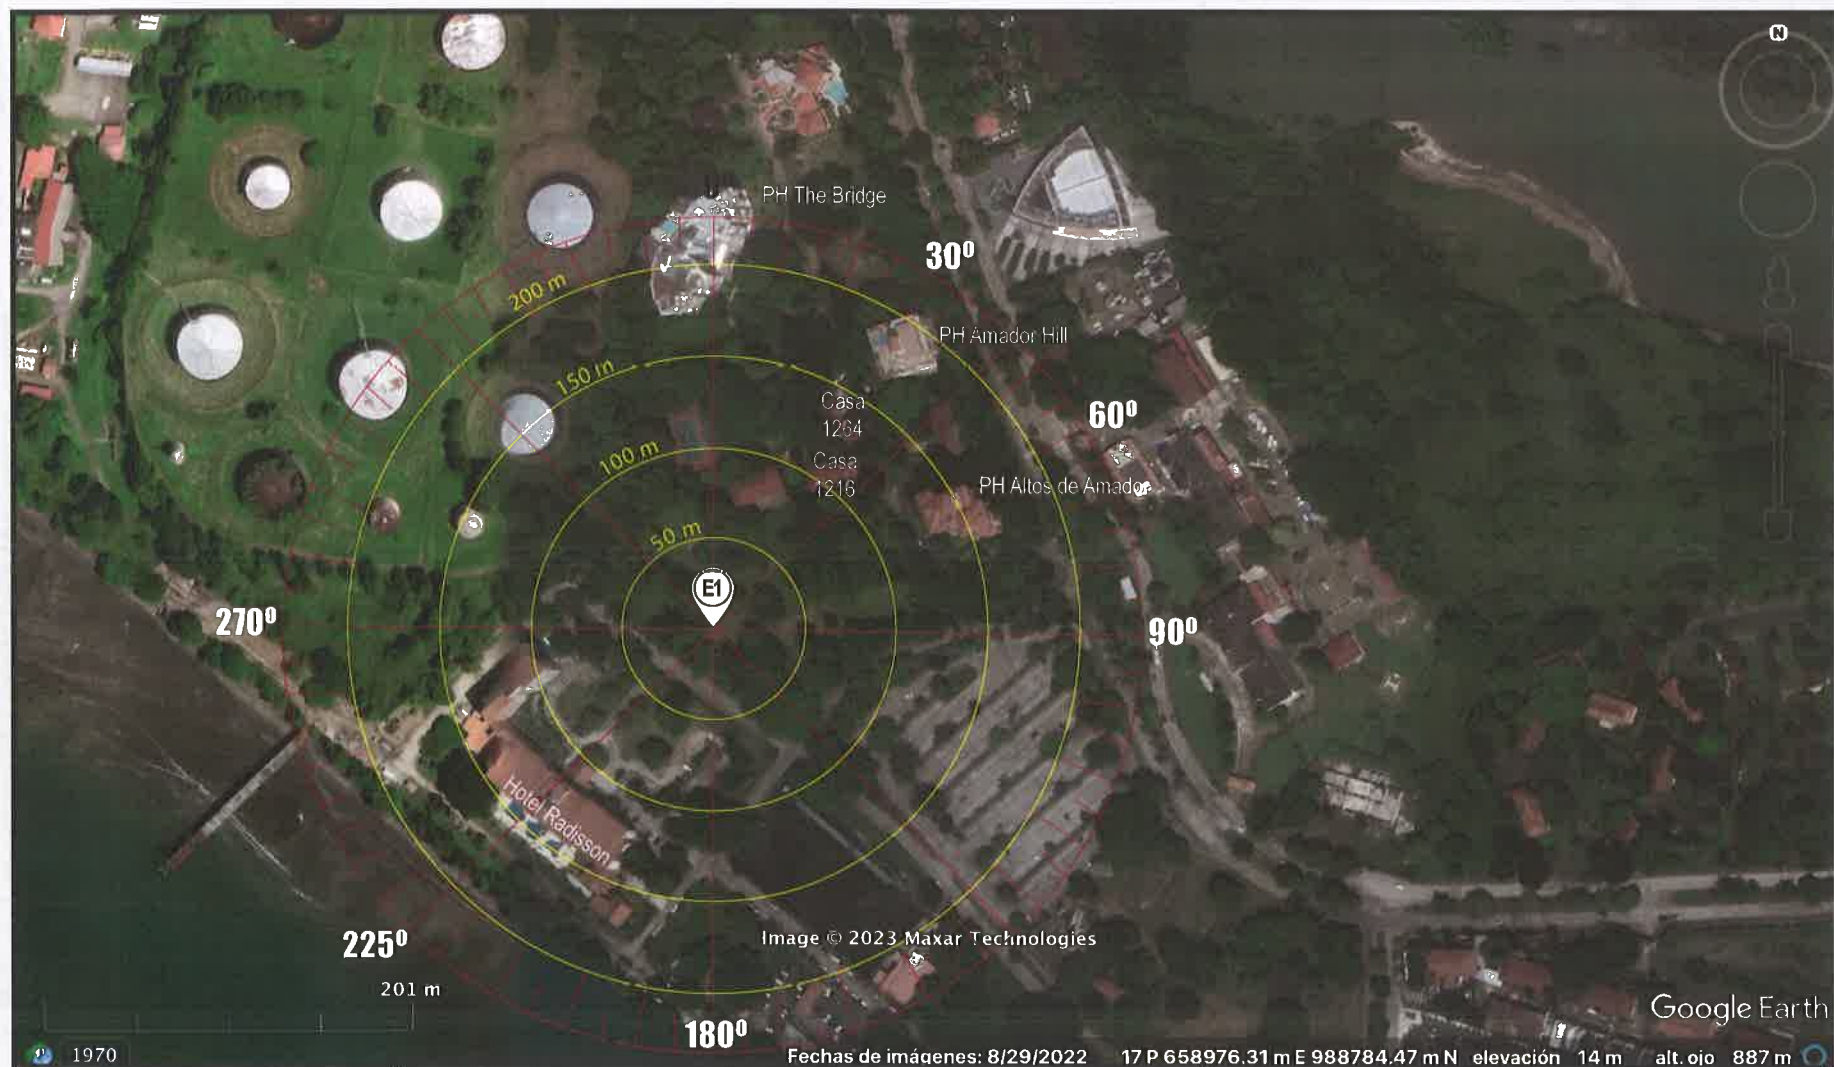 N
PH The Bridge
30⁰
200 m
PH Amador Hill
150 m
Casa
1264
60⁰
100 m
Casa
1216
PH Altos de Amador
50 m
E1
270⁰
90⁰
Hotel Radisson
225⁰
Image © 2023 Maxar Technologies
201 m
180⁰
Google Earth
1970
Fechas de imágenes: 8/29/2022 17 P 658976.31 m E 988784.47 m N elevación 14 m alt. ojo 887 m